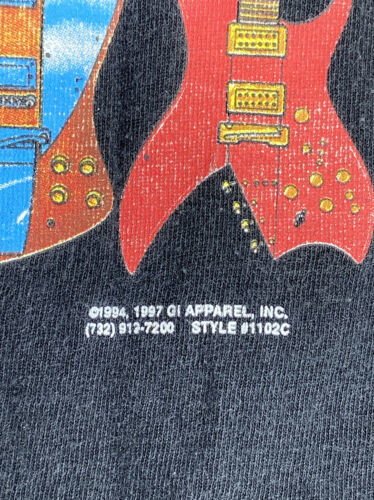 ©1994, 1997 GI APPAREL, INC.
(732) 912-7200 STYLE #1102C